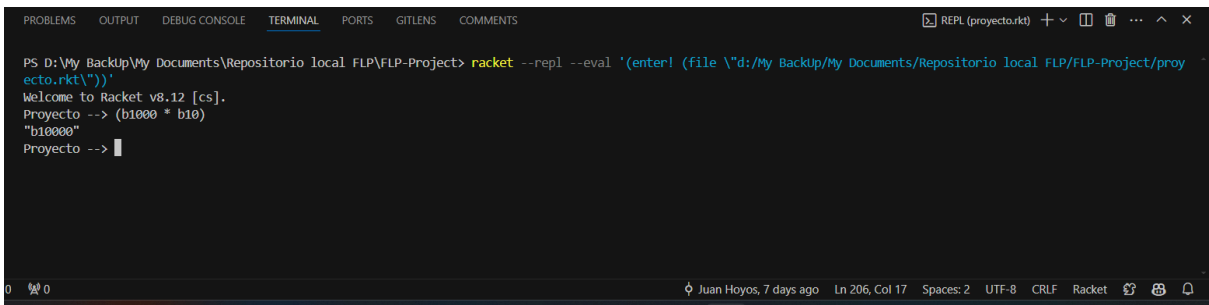 PROBLEMS OUTPUT DEBUG CONSOLE TERMINAL PORTS GITLENS COMMENTS REPL (proyecto.rkt)
PS D:\My BackUp\My Documents\Repositorio local FLP\FLP-Project> racket --repl --eval '(enter! (file \"d:/My BackUp/My Documents/Repositorio local FLP/FLP-Project/proy
ecto.rkt\"))'
Welcome to Racket v8.12 [cs].
Proyecto --> (b1000 * b10)
"b10000"
Proyecto -->
0 0 Juan Hoyos, 7 days ago Ln 206, Col 17 Spaces: 2 UTF-8 CRLF Racket